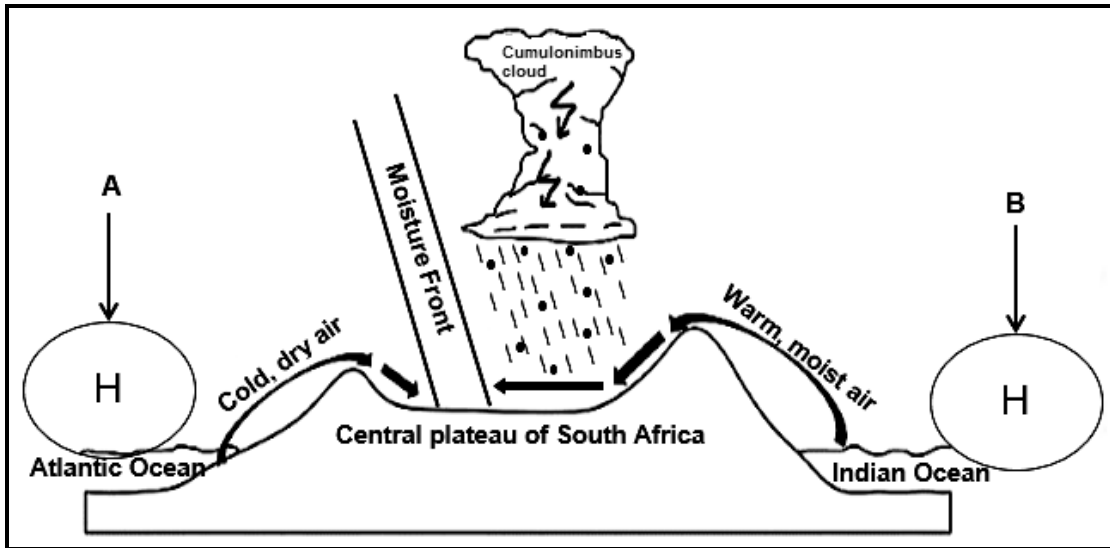 Cumulonimbus
cloud
A
B
Moisture Front
Cold, dry air
Warm, moist air
H
H
Central plateau of South Africa
Atlantic Ocean
Indian Ocean